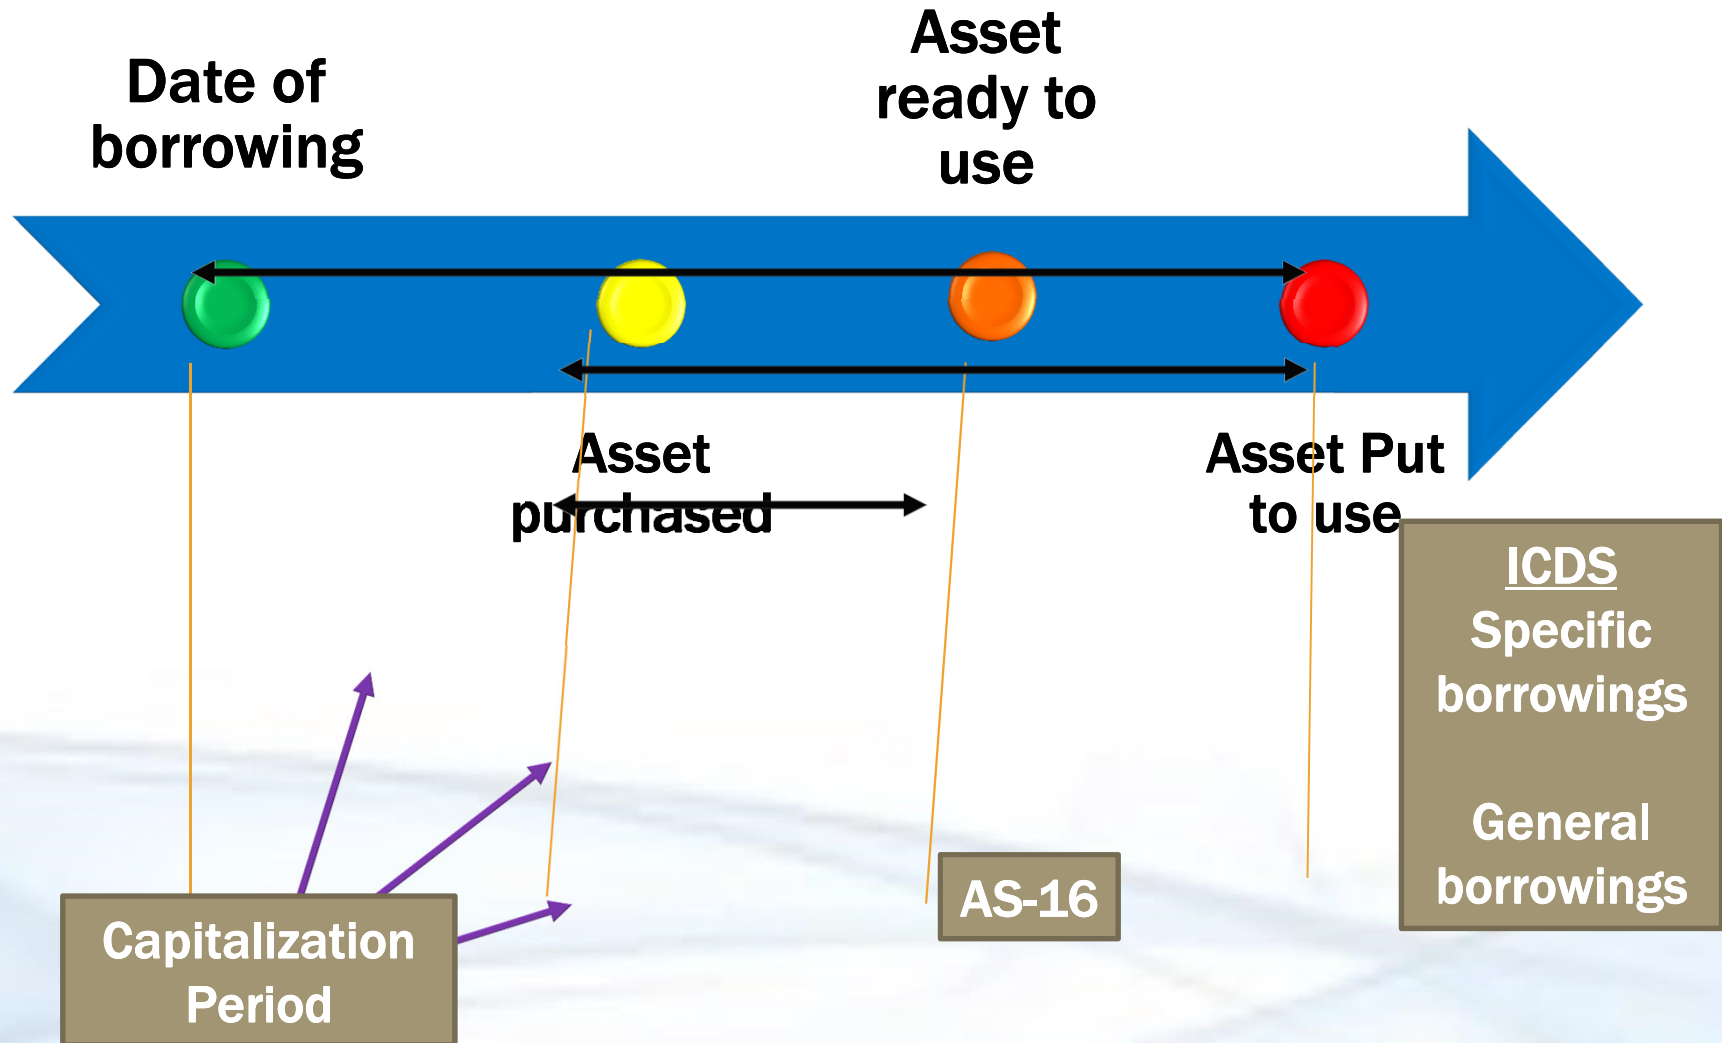 Date of
borrowing
Asset
ready to
use
Asset
purchased
Asset Put
to use
ICDS
Specific
borrowings
General
borrowings
AS-16
Capitalization
Period